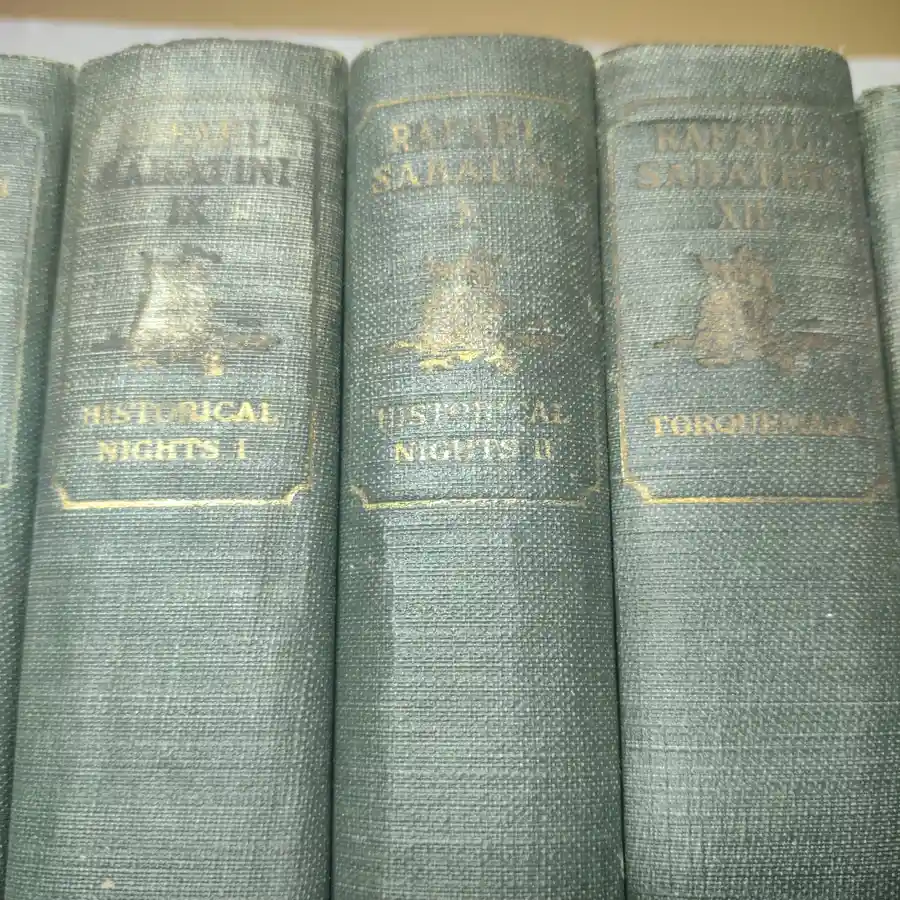 RAFAEL
SABATINI
IX
HISTORICAL
NIGHTS I
RAFAEL
SABATINI
X
HISTORICAL
NIGHTS II
RAFAEL
SABATINI
XII
TORQUEMADA